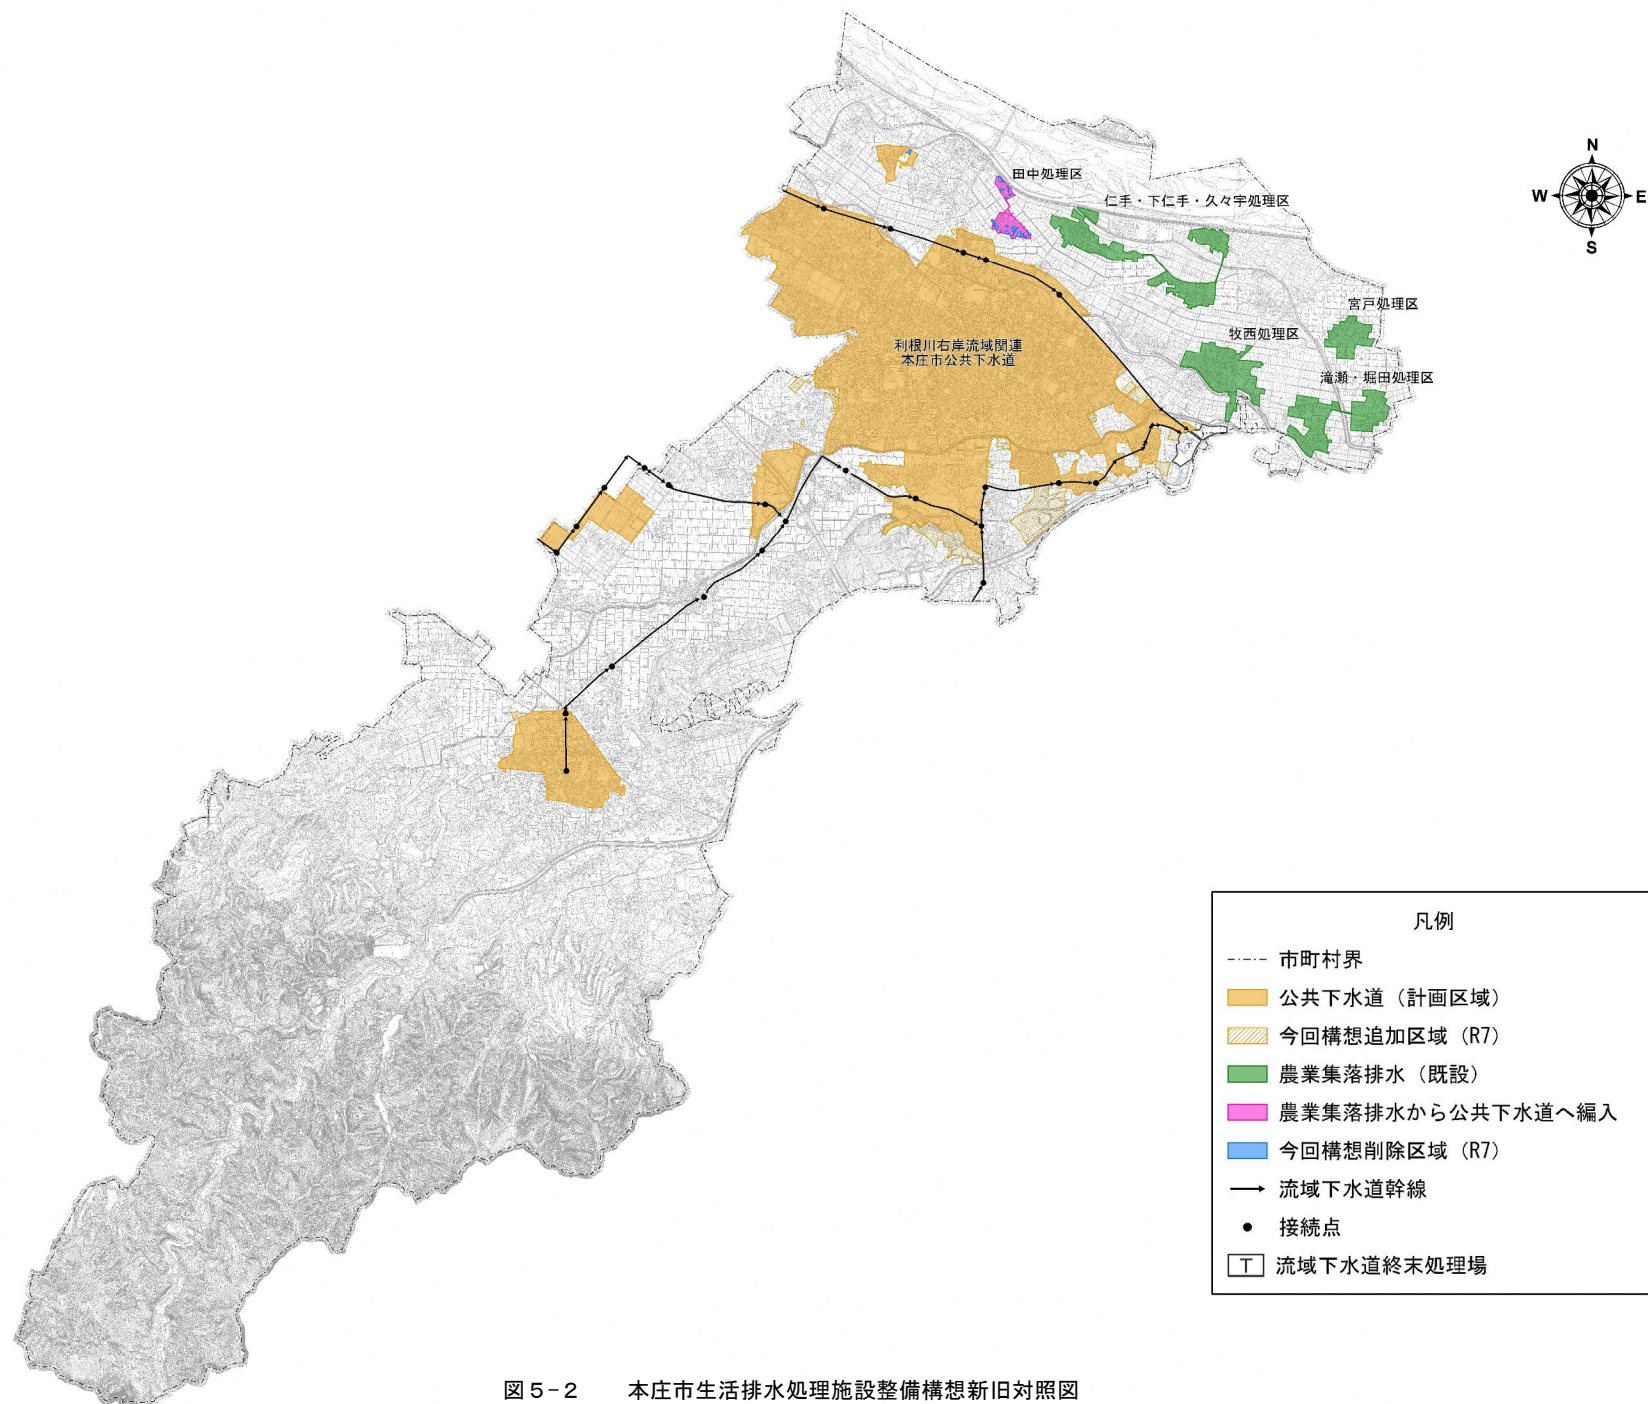 N
W
E
S
田中処理区
仁手・下仁手・久々宇処理区
宮戸処理区
牧西処理区
滝瀬・堀田処理区
利根川右岸流域関連
本庄市公共下水道
凡例
市町村界
公共下水道（計画区域）
今回構想追加区域（R7）
農業集落排水（既設）
農業集落排水から公共下水道へ編入
今回構想削除区域（R7）
流域下水道幹線
接続点
T 流域下水道終末処理場
図５-２ 本庄市生活排水処理施設整備構想新旧対照図